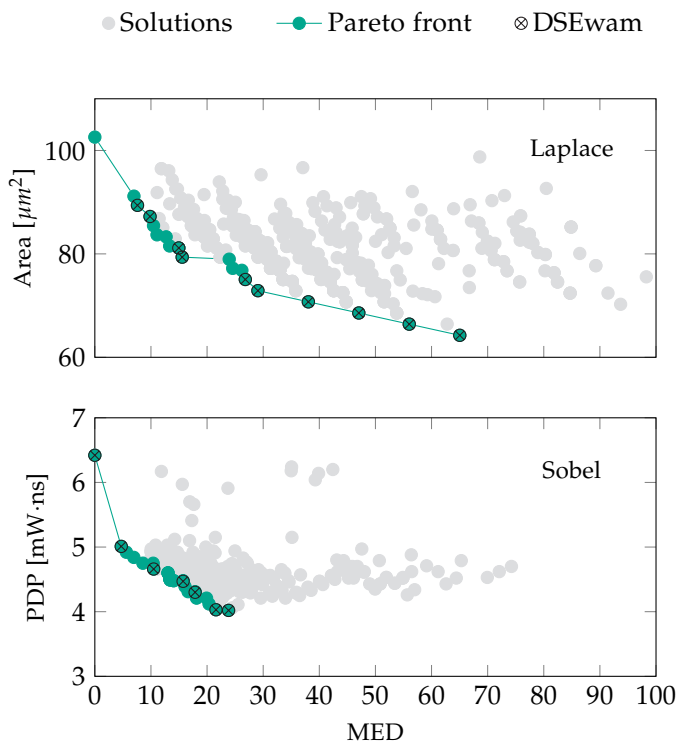 Solutions Pareto front DSEwam
Laplace
Area [μm²]
100
80
60
Sobel
PDP [mW·ns]
7
6
5
4
3
0 10 20 30 40 50 60 70 80 90 100
MED